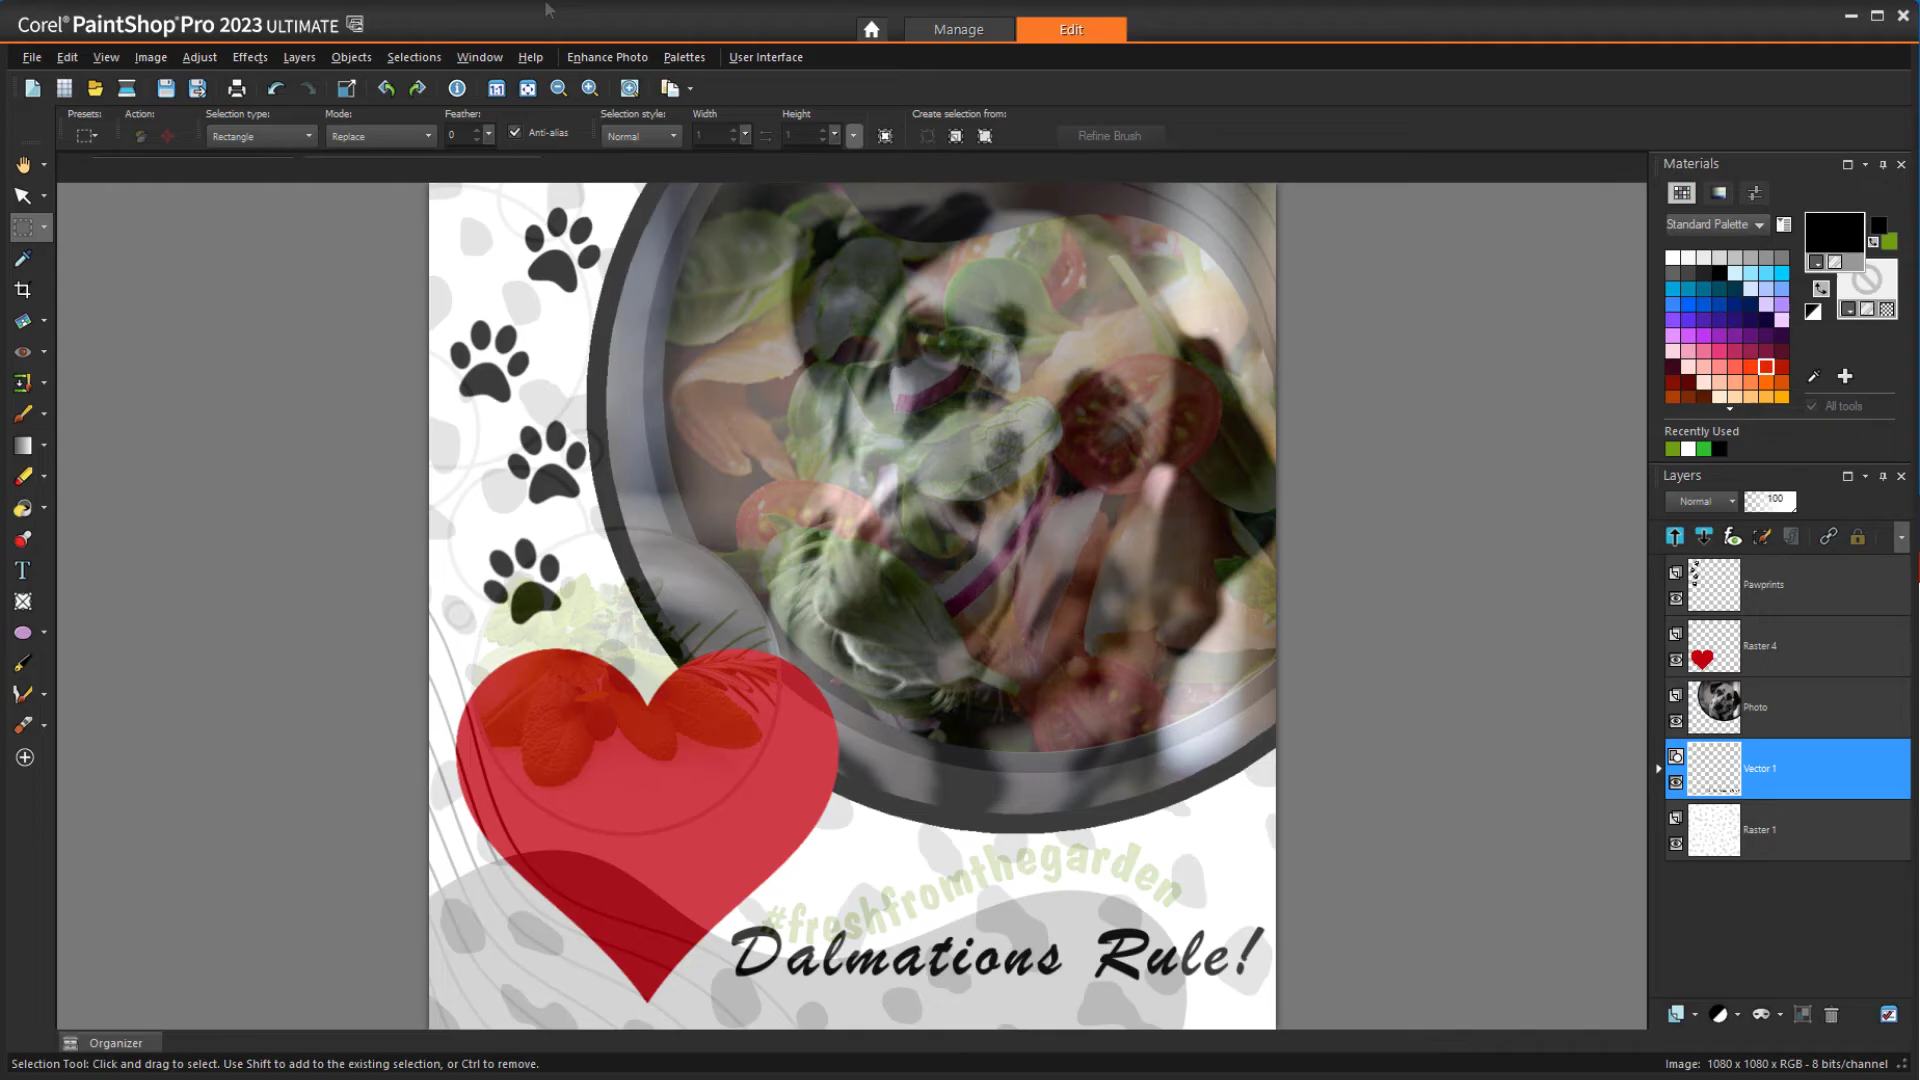 Corel® PaintShop® Pro 2023 ULTIMATE
Manage
Edit
File Edit View Image Adjust Effects Layers Objects Selections Window Help Enhance Photo Palettes User Interface
1:1
Presets: Action: Selection type: Mode: Feather: Selection style: Width Height Create selection from:
Rectangle Replace 0 Anti-alias Normal 1 1 Refine Brush
Materials
Standard Palette
All tools
Recently Used
Layers
Normal 100
Pawprints
Raster 4
Photo
Vector 1
Raster 1
#freshfromthegarden
Dalmations Rule!
Organizer
Selection Tool: Click and drag to select. Use Shift to add to the existing selection, or Ctrl to remove.
Image: 1080 x 1080 x RGB - 8 bits/channel